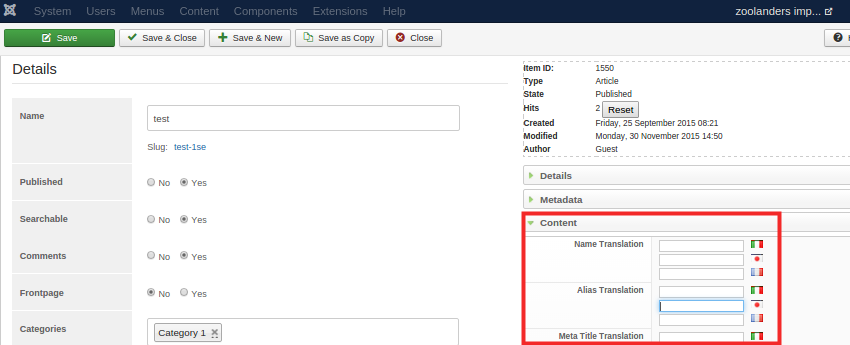 System Users Menus Content Components Extensions Help zoolanders imp...
Save Save & Close Save & New Save as Copy Close
Details
Name
test
Slug: test-1se
Published No Yes
Searchable No Yes
Comments No Yes
Frontpage No Yes
Categories Category 1
Item ID: 1550
Type Article
State Published
Hits 2 Reset
Created Friday, 25 September 2015 08:21
Modified Monday, 30 November 2015 14:50
Author Guest
Details
Metadata
Content
Name Translation
Alias Translation
Meta Title Translation